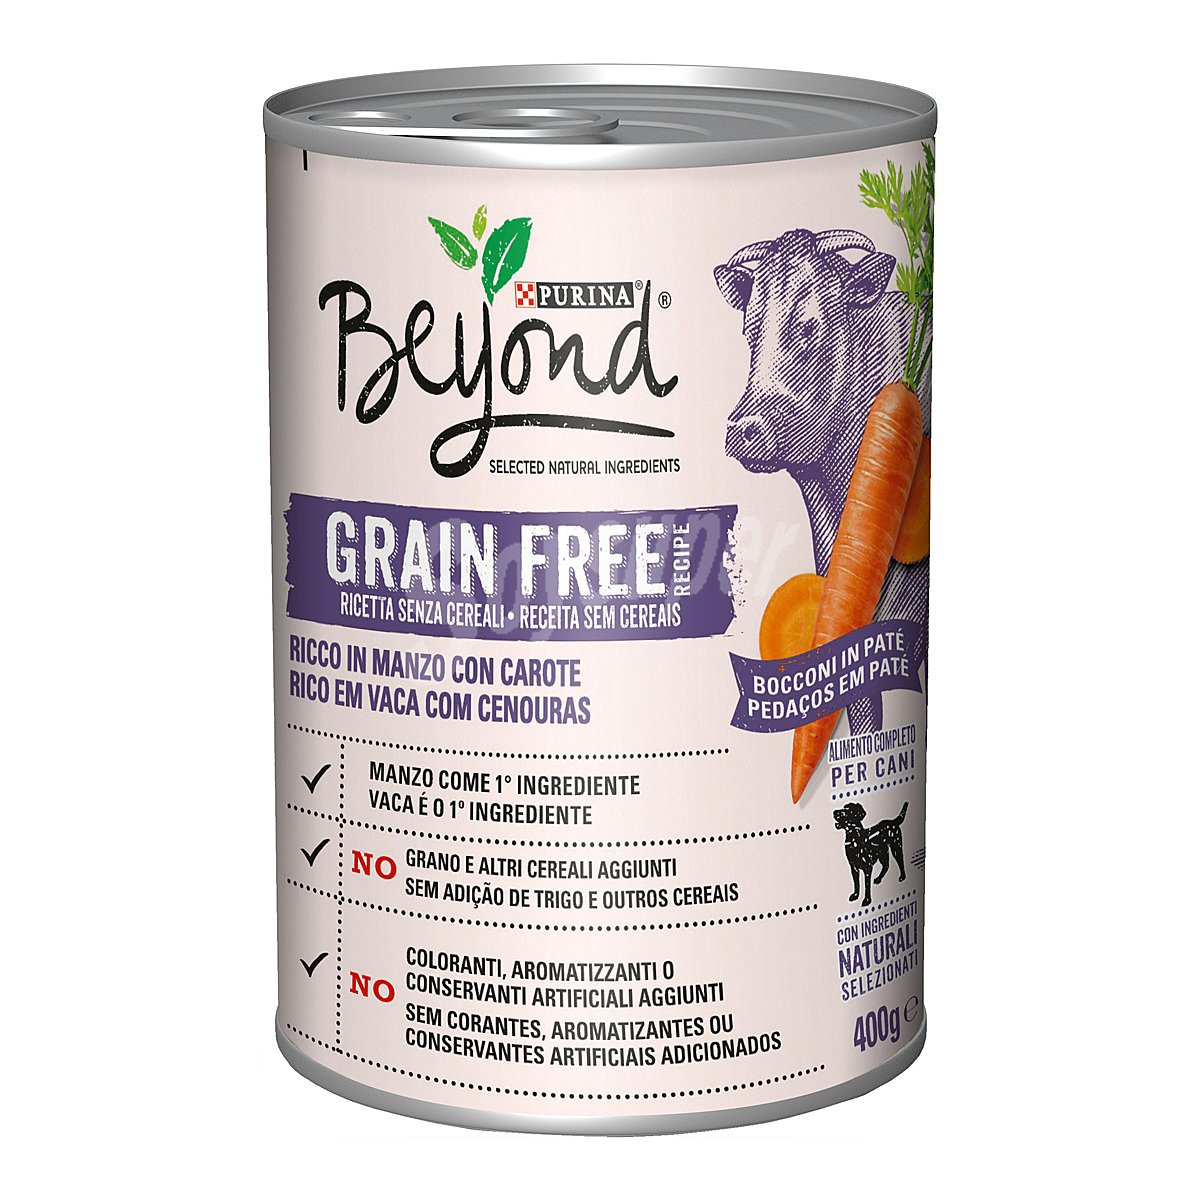 PURINA®
Beyond®
SELECTED NATURAL INGREDIENTS
GRAIN FREE RECIPE
RICETTA SENZA CEREALI • RECEITA SEM CEREAIS
RICCO IN MANZO CON CAROTE
RICO EM VACA COM CENOURAS
BOCCONI IN PATÉ
PEDAÇOS EM PATÉ
MANZO COME 1° INGREDIENTE
VACA É O 1º INGREDIENTE
NO GRANO E ALTRI CEREALI AGGIUNTI
SEM ADIÇÃO DE TRIGO E OUTROS CEREAIS
NO COLORANTI, AROMATIZZANTI O
CONSERVANTI ARTIFICIALI AGGIUNTI
SEM CORANTES, AROMATIZANTES OU
CONSERVANTES ARTIFICIAIS ADICIONADOS
ALIMENTO COMPLETO
PER CANI
CON INGREDIENTI
NATURALI
SELEZIONATI
400g e